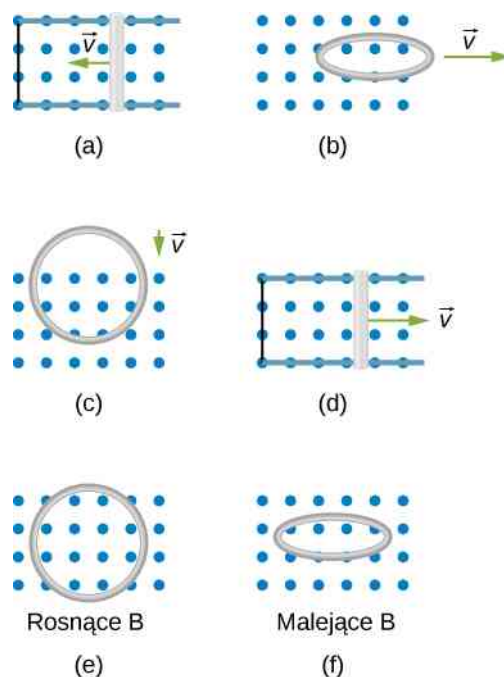 v⃗
v⃗
(a)
(b)
v⃗
v⃗
(c)
(d)
Rosnące B
Malejące B
(e)
(f)